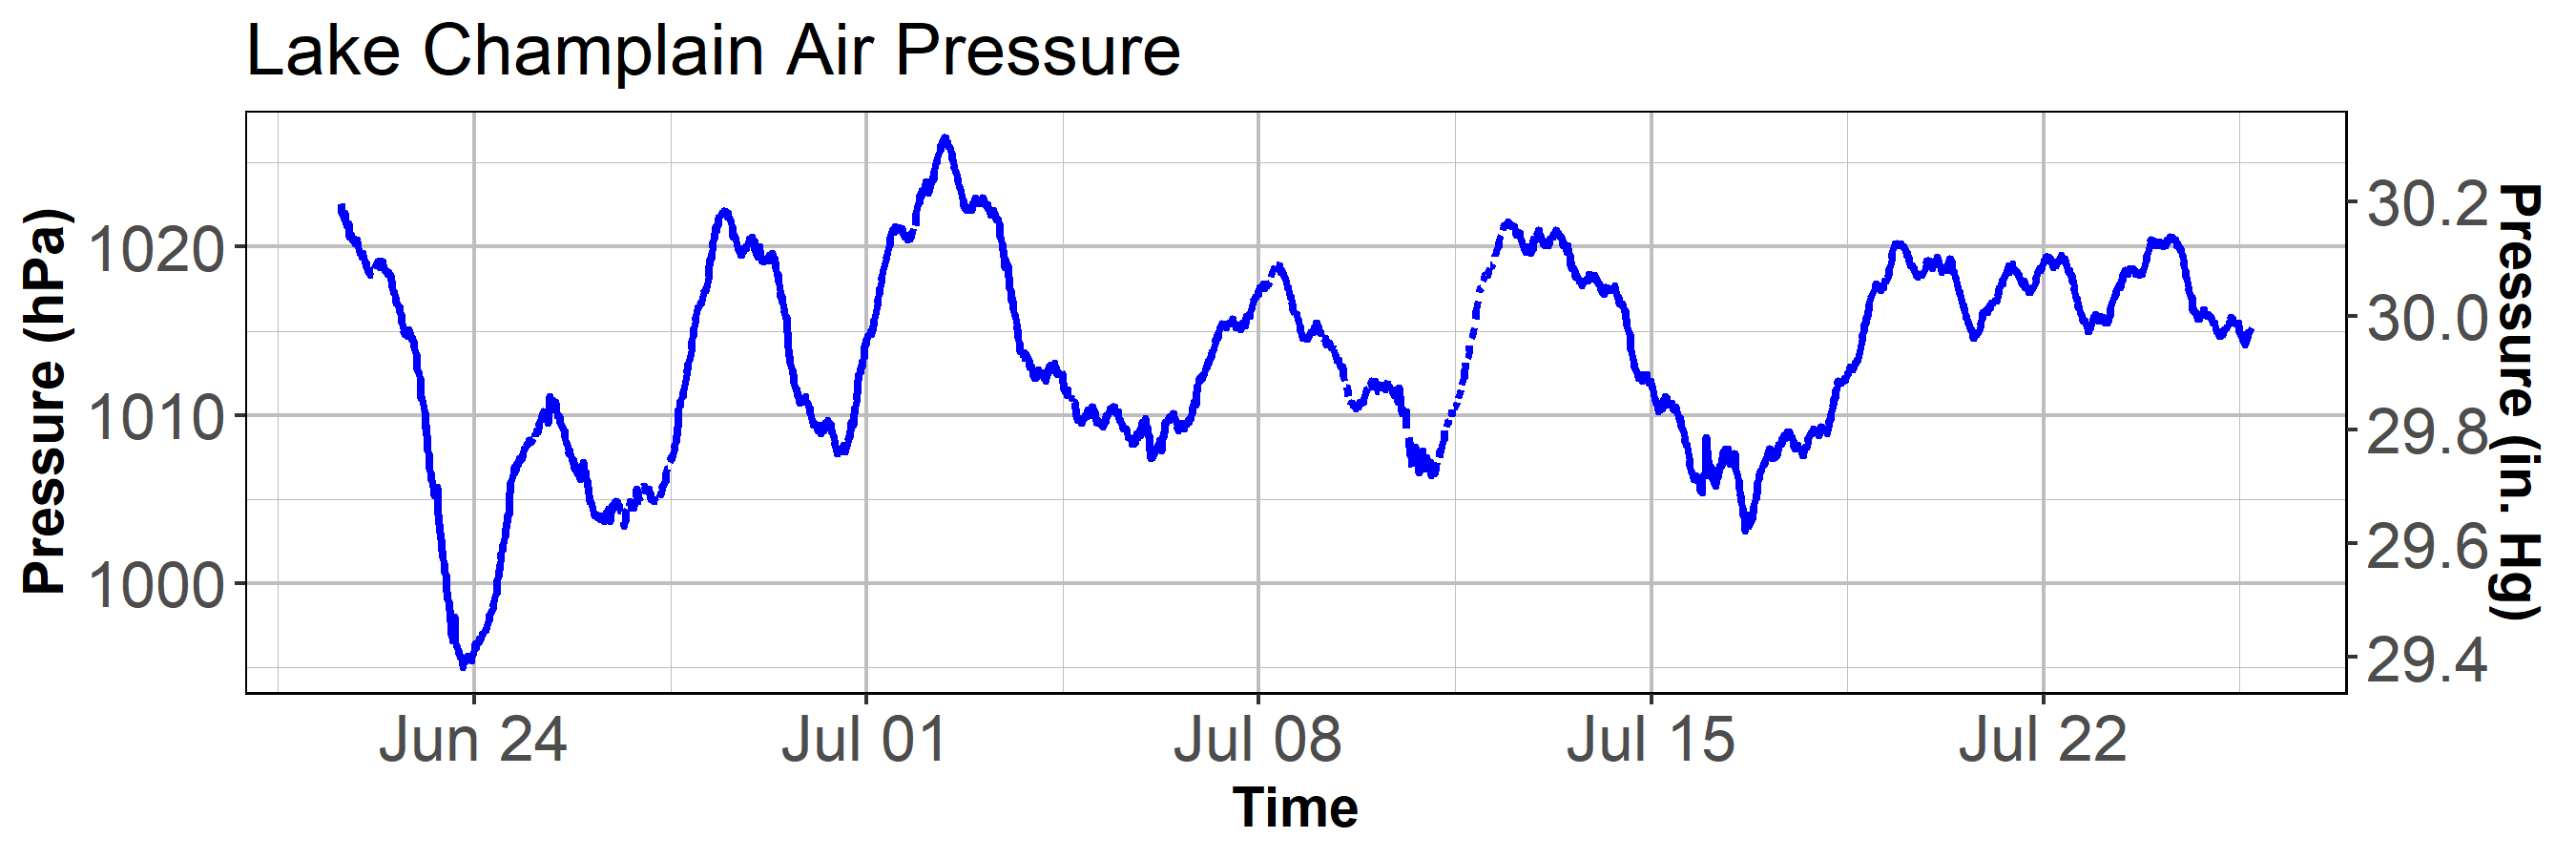 Lake Champlain Air Pressure
Pressure (hPa)
1020
1010
1000
30.2
30.0
29.8
29.6
29.4
Pressure (in. Hg)
Jun 24 Jul 01 Jul 08 Jul 15 Jul 22
Time